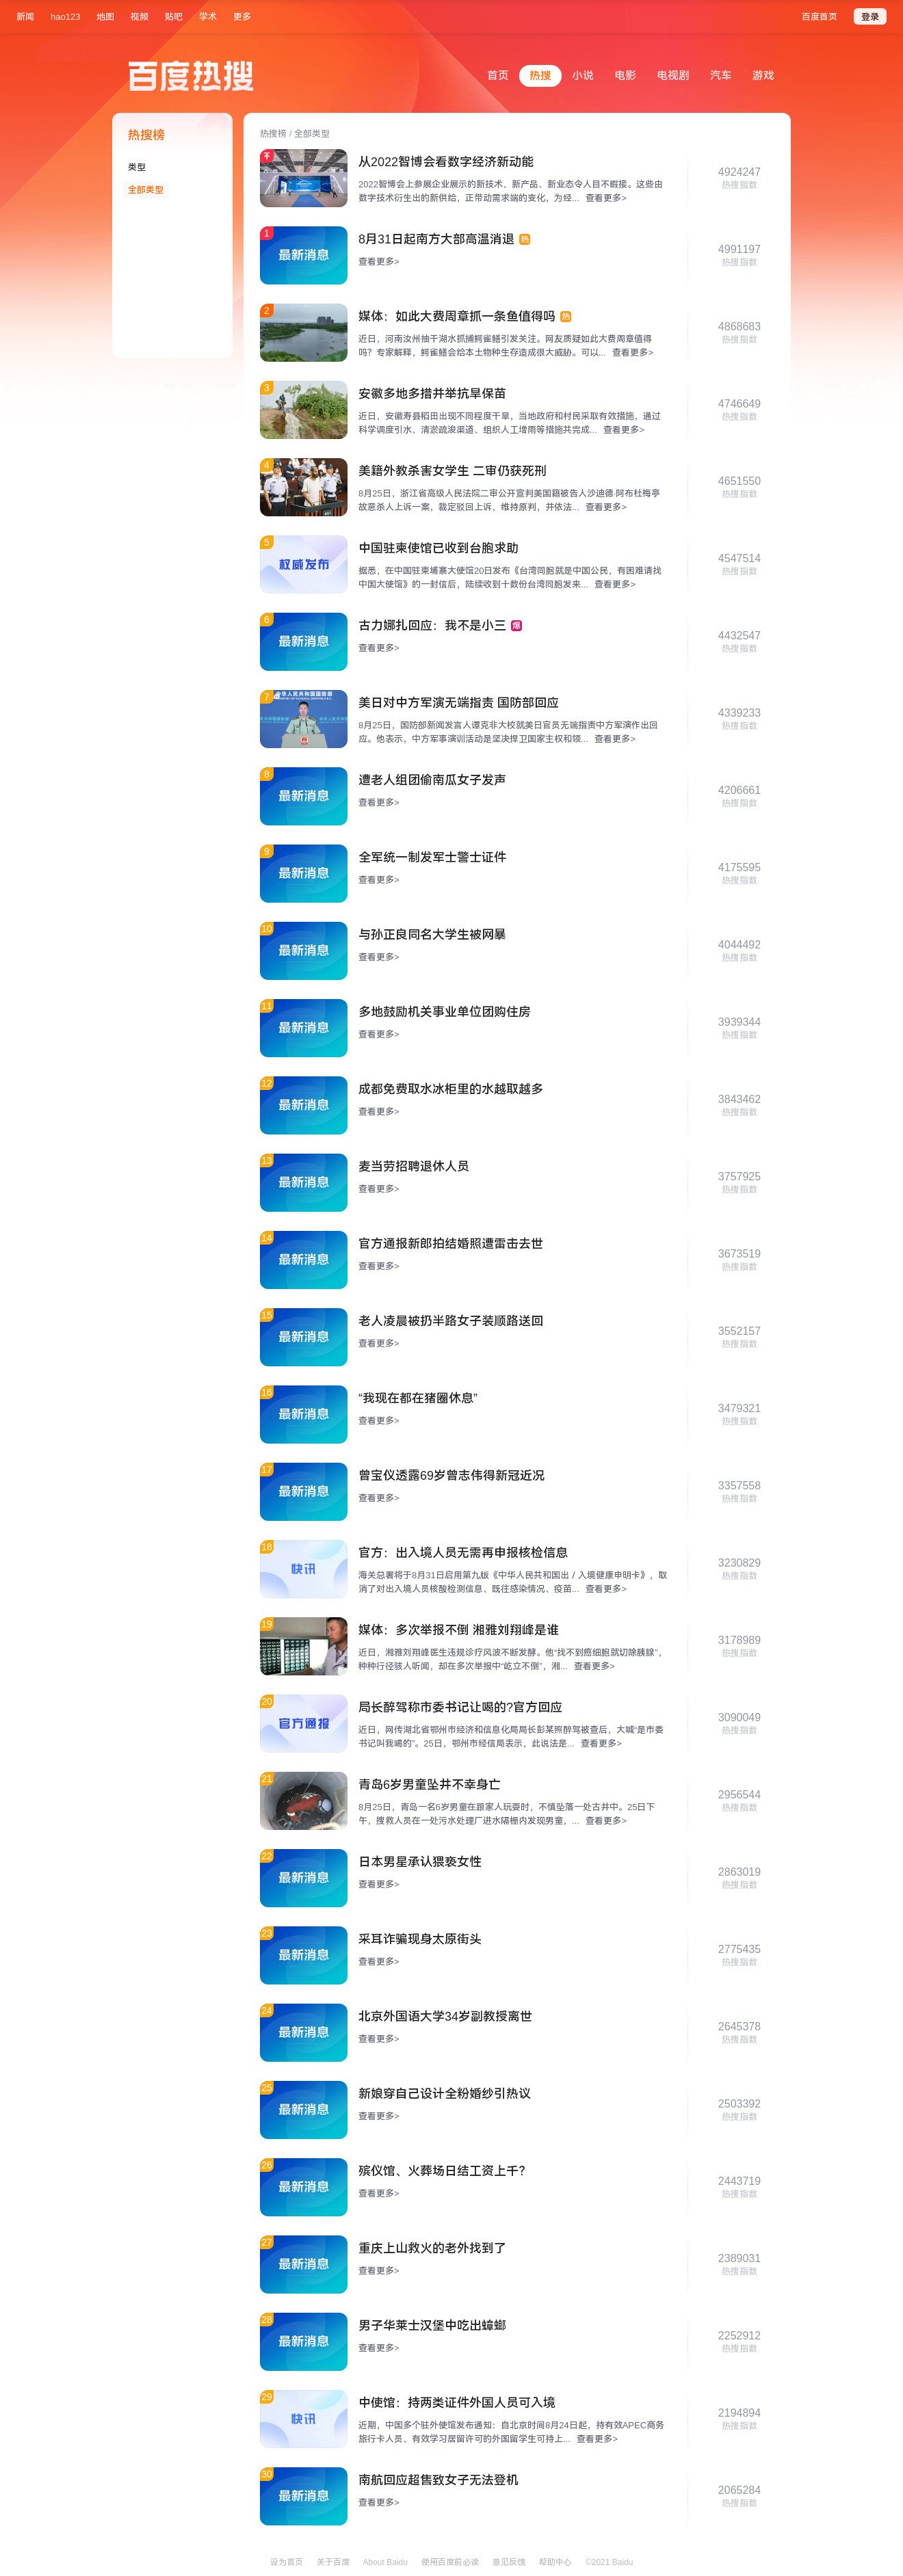 新闻 hao123 地图 视频 贴吧 学术 更多 百度首页 登录
百度热搜
首页 热搜 小说 电影 电视剧 汽车 游戏
热搜榜
类型
全部类型
热搜榜 / 全部类型
从2022智博会看数字经济新动能
2022智博会上参展企业展示的新技术、新产品、新业态令人目不暇接。这些由
数字技术衍生出的新供给，正带动需求端的变化，为经... 查看更多>
4924247
热搜指数
1
最新消息
8月31日起南方大部高温消退 热
查看更多>
4991197
热搜指数
2
媒体：如此大费周章抓一条鱼值得吗 热
近日，河南汝州抽干湖水抓捕鳄雀鳝引发关注。网友质疑如此大费周章值得
吗？专家解释，鳄雀鳝会给本土物种生存造成很大威胁。可以... 查看更多>
4868683
热搜指数
3
安徽多地多措并举抗旱保苗
近日，安徽寿县稻田出现不同程度干旱，当地政府和村民采取有效措施，通过
科学调度引水、清淤疏浚渠道、组织人工增雨等措施共完成... 查看更多>
4746649
热搜指数
4
美籍外教杀害女学生 二审仍获死刑
8月25日，浙江省高级人民法院二审公开宣判美国籍被告人沙迪德·阿布杜梅亭
故意杀人上诉一案，裁定驳回上诉，维持原判，并依法... 查看更多>
4651550
热搜指数
5
权威发布
中国驻柬使馆已收到台胞求助
据悉，在中国驻柬埔寨大使馆20日发布《台湾同胞就是中国公民，有困难请找
中国大使馆》的一封信后，陆续收到十数份台湾同胞发来... 查看更多>
4547514
热搜指数
6
最新消息
古力娜扎回应：我不是小三 爆
查看更多>
4432547
热搜指数
7
美日对中方军演无端指责 国防部回应
8月25日，国防部新闻发言人谭克非大校就美日官员无端指责中方军演作出回
应。他表示，中方军事演训活动是坚决捍卫国家主权和领... 查看更多>
4339233
热搜指数
8
最新消息
遭老人组团偷南瓜女子发声
查看更多>
4206661
热搜指数
9
最新消息
全军统一制发军士警士证件
查看更多>
4175595
热搜指数
10
最新消息
与孙正良同名大学生被网暴
查看更多>
4044492
热搜指数
11
最新消息
多地鼓励机关事业单位团购住房
查看更多>
3939344
热搜指数
12
最新消息
成都免费取水冰柜里的水越取越多
查看更多>
3843462
热搜指数
13
最新消息
麦当劳招聘退休人员
查看更多>
3757925
热搜指数
14
最新消息
官方通报新郎拍结婚照遭雷击去世
查看更多>
3673519
热搜指数
15
最新消息
老人凌晨被扔半路女子装顺路送回
查看更多>
3552157
热搜指数
16
最新消息
“我现在都在猪圈休息”
查看更多>
3479321
热搜指数
17
最新消息
曾宝仪透露69岁曾志伟得新冠近况
查看更多>
3357558
热搜指数
18
快讯
官方：出入境人员无需再申报核检信息
海关总署将于8月31日启用第九版《中华人民共和国出 / 入境健康申明卡》，取
消了对出入境人员核酸检测信息、既往感染情况、疫苗... 查看更多>
3230829
热搜指数
19
媒体：多次举报不倒 湘雅刘翔峰是谁
近日，湘雅刘翔峰医生违规诊疗风波不断发酵。他“找不到癌细胞就切除胰腺”，
种种行径骇人听闻，却在多次举报中“屹立不倒”，湘... 查看更多>
3178989
热搜指数
20
官方通报
局长醉驾称市委书记让喝的?官方回应
近日，网传湖北省鄂州市经济和信息化局局长彭某照醉驾被查后，大喊“是市委
书记叫我喝的”。25日，鄂州市经信局表示，此说法是... 查看更多>
3090049
热搜指数
21
青岛6岁男童坠井不幸身亡
8月25日，青岛一名6岁男童在跟家人玩耍时，不慎坠落一处古井中。25日下
午，搜救人员在一处污水处理厂进水隔栅内发现男童，... 查看更多>
2956544
热搜指数
22
最新消息
日本男星承认猥亵女性
查看更多>
2863019
热搜指数
23
最新消息
采耳诈骗现身太原街头
查看更多>
2775435
热搜指数
24
最新消息
北京外国语大学34岁副教授离世
查看更多>
2645378
热搜指数
25
最新消息
新娘穿自己设计全粉婚纱引热议
查看更多>
2503392
热搜指数
26
最新消息
殡仪馆、火葬场日结工资上千？
查看更多>
2443719
热搜指数
27
最新消息
重庆上山救火的老外找到了
查看更多>
2389031
热搜指数
28
最新消息
男子华莱士汉堡中吃出蟑螂
查看更多>
2252912
热搜指数
29
快讯
中使馆：持两类证件外国人员可入境
近期，中国多个驻外使馆发布通知：自北京时间8月24日起，持有效APEC商务
旅行卡人员、有效学习居留许可的外国留学生可持上... 查看更多>
2194894
热搜指数
30
最新消息
南航回应超售致女子无法登机
查看更多>
2065284
热搜指数
设为首页 关于百度 About Baidu 使用百度前必读 意见反馈 帮助中心 ©2021 Baidu